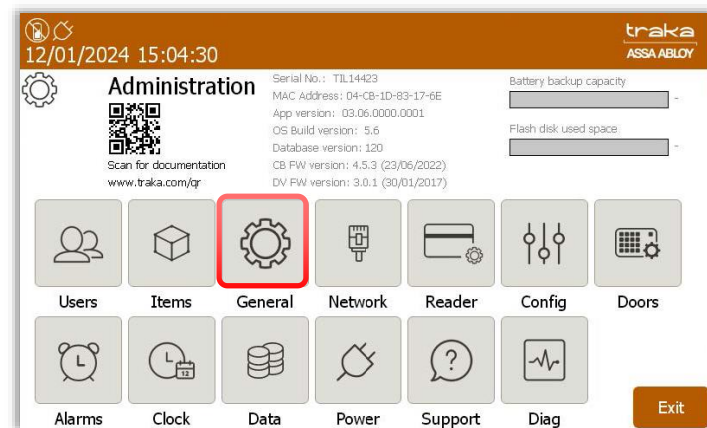 12/01/2024 15:04:30
traka
ASSA ABLOY
Administration
Scan for documentation
www.traka.com/qr
Serial No.: TIL14423
MAC Address: 04-CB-1D-83-17-6E
App version: 03.06.0000.0001
OS Build version: 5.6
Database version: 120
CB FW version: 4.5.3 (23/06/2022)
DV FW version: 3.0.1 (30/01/2017)
Battery backup capacity
-
Flash disk used space
-
Users Items General Network Reader Config Doors
12
Alarms Clock Data Power Support Diag
Exit